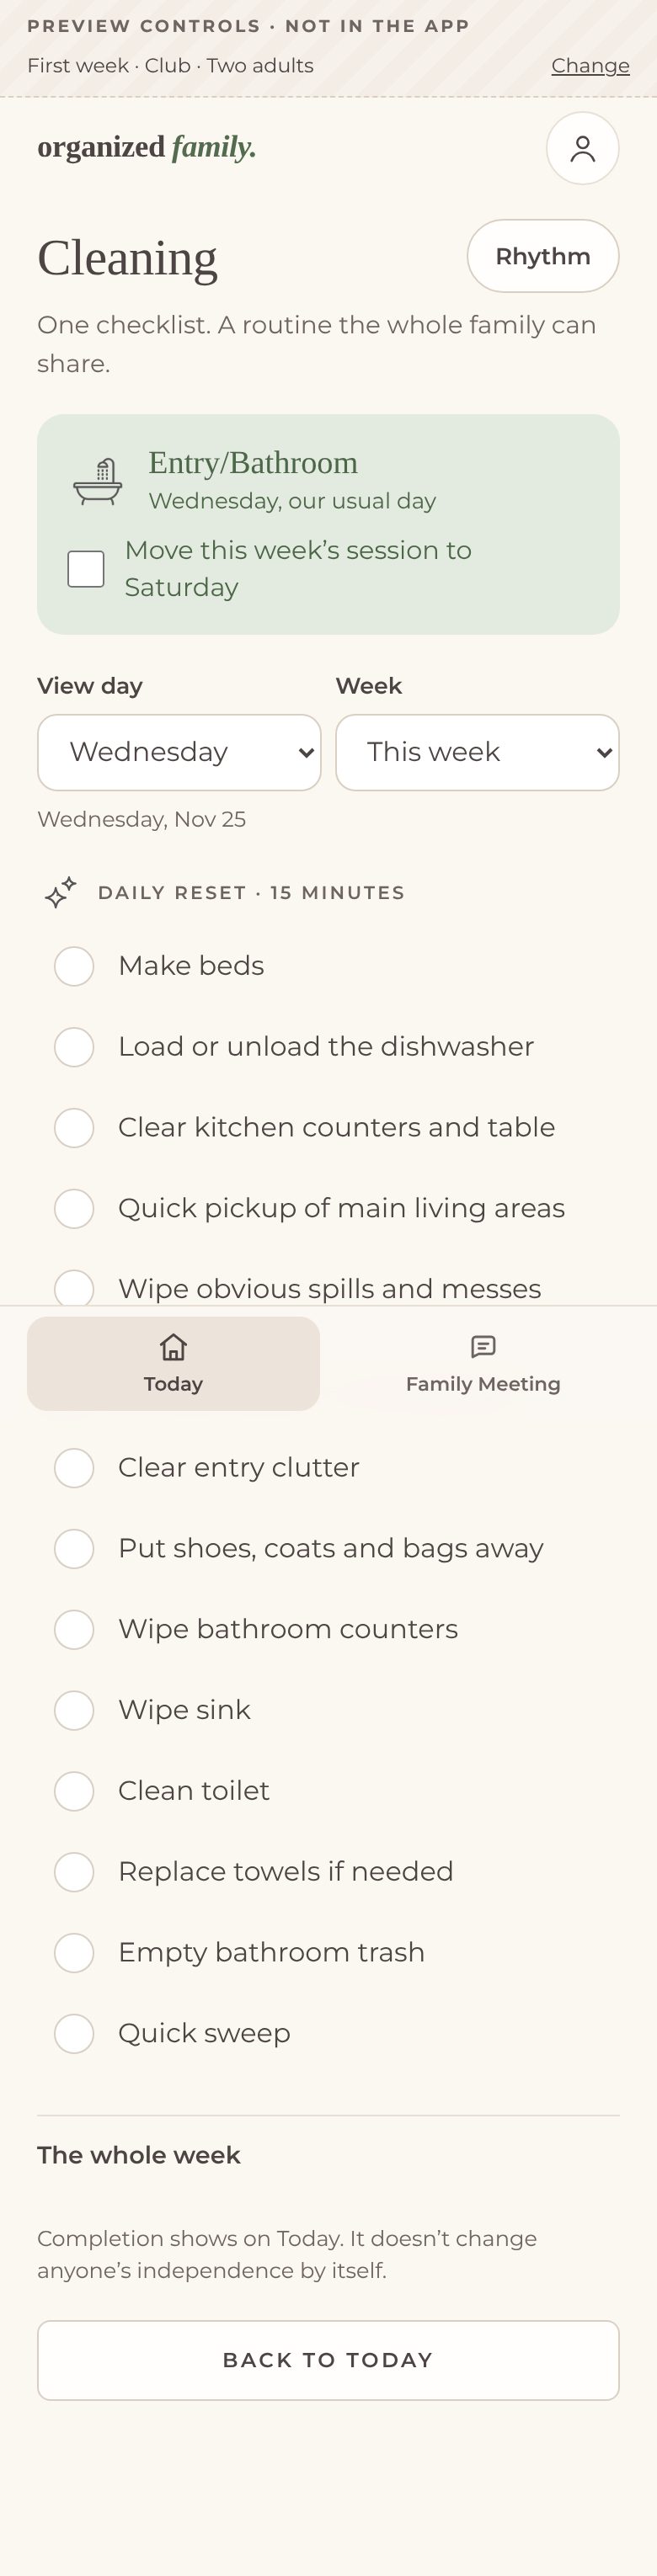 PREVIEW CONTROLS · NOT IN THE APP
First week · Club · Two adults
Change
organized family.
Cleaning
Rhythm
One checklist. A routine the whole family can
share.
Entry/Bathroom
Wednesday, our usual day
Move this week’s session to
Saturday
View day
Week
Wednesday
This week
Wednesday, Nov 25
DAILY RESET · 15 MINUTES
Make beds
Load or unload the dishwasher
Clear kitchen counters and table
Quick pickup of main living areas
Wipe obvious spills and messes
Today
Family Meeting
Clear entry clutter
Put shoes, coats and bags away
Wipe bathroom counters
Wipe sink
Clean toilet
Replace towels if needed
Empty bathroom trash
Quick sweep
The whole week
Completion shows on Today. It doesn’t change
anyone’s independence by itself.
BACK TO TODAY